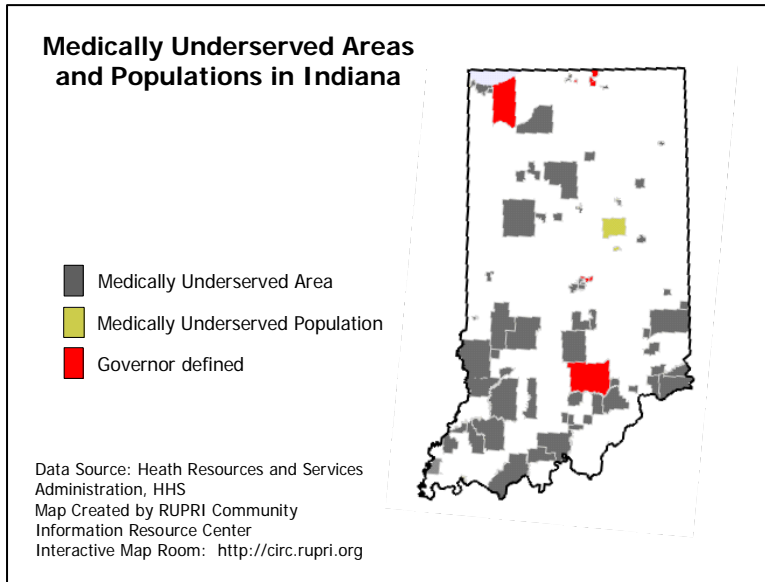 Medically Underserved Areas
and Populations in Indiana
Medically Underserved Area
Medically Underserved Population
Governor defined
Data Source: Heath Resources and Services
Administration, HHS
Map Created by RUPRI Community
Information Resource Center
Interactive Map Room:  http://circ.rupri.org